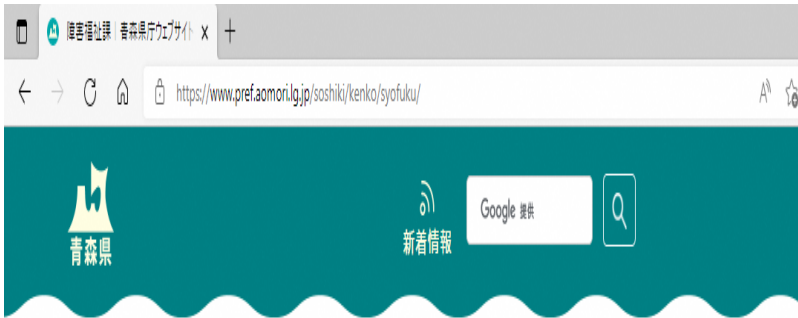 障害福祉課｜青森県庁ウェブサイト
https://www.pref.aomori.lg.jp/soshiki/kenko/syofuku/
青森県
新着情報
Google 提供